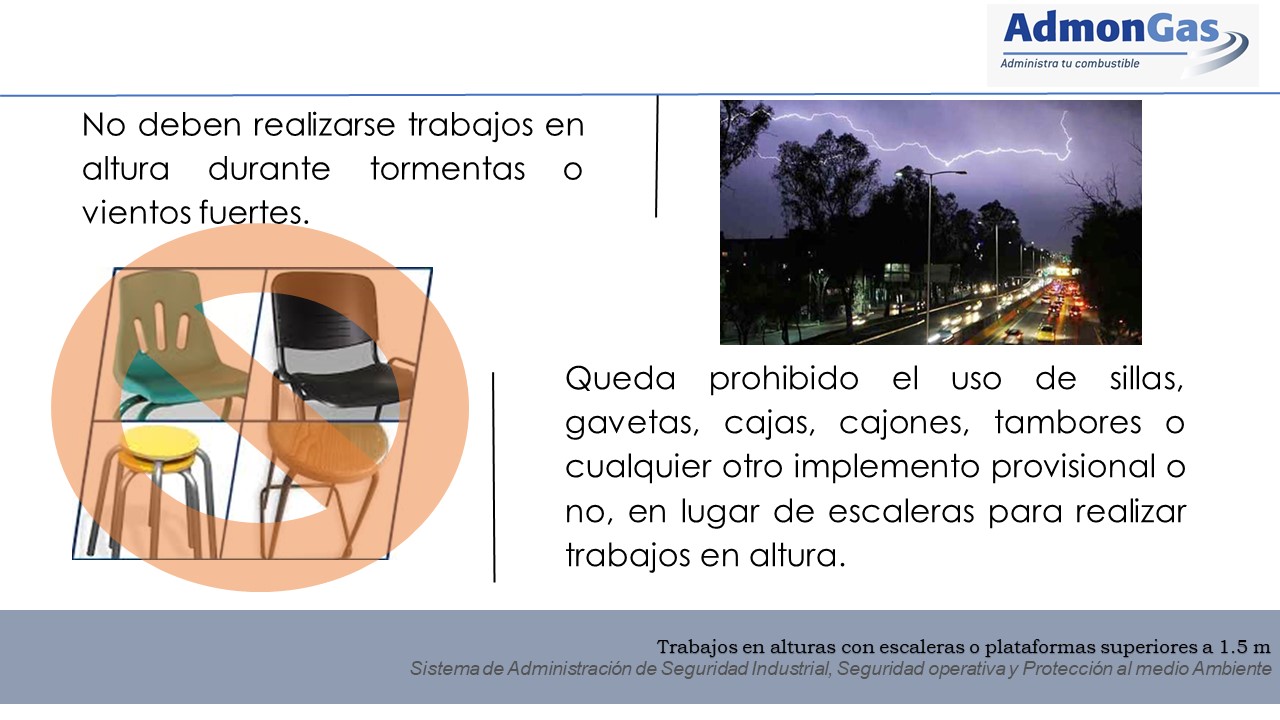 AdmonGas
Administra tu combustible
No deben realizarse trabajos en
altura durante tormentas o
vientos fuertes.
Queda prohibido el uso de sillas,
gavetas, cajas, cajones, tambores o
cualquier otro implemento provisional o
no, en lugar de escaleras para realizar
trabajos en altura.
Trabajos en alturas con escaleras o plataformas superiores a 1.5 m
Sistema de Administración de Seguridad Industrial, Seguridad operativa y Protección al medio Ambiente